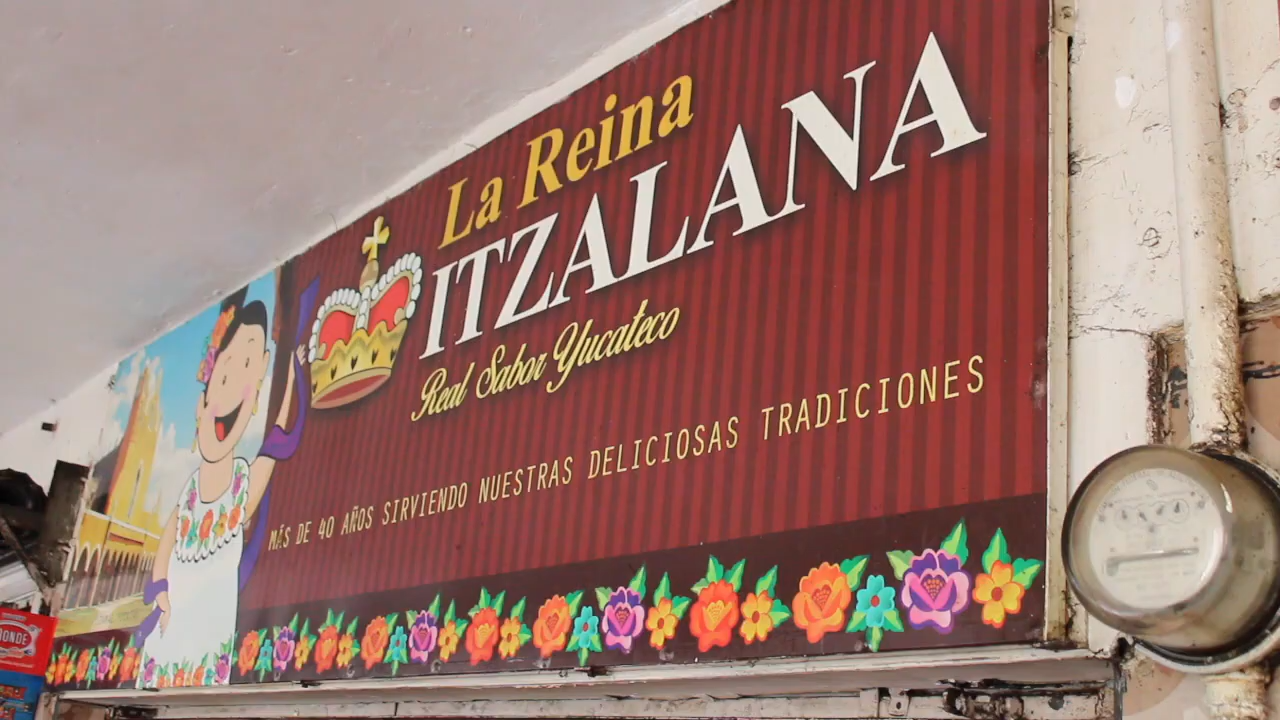 La Reina
ITZALANA
Real Sabor Yucateco
MÁS DE 40 AÑOS SIRVIENDO NUESTRAS DELICIOSAS TRADICIONES